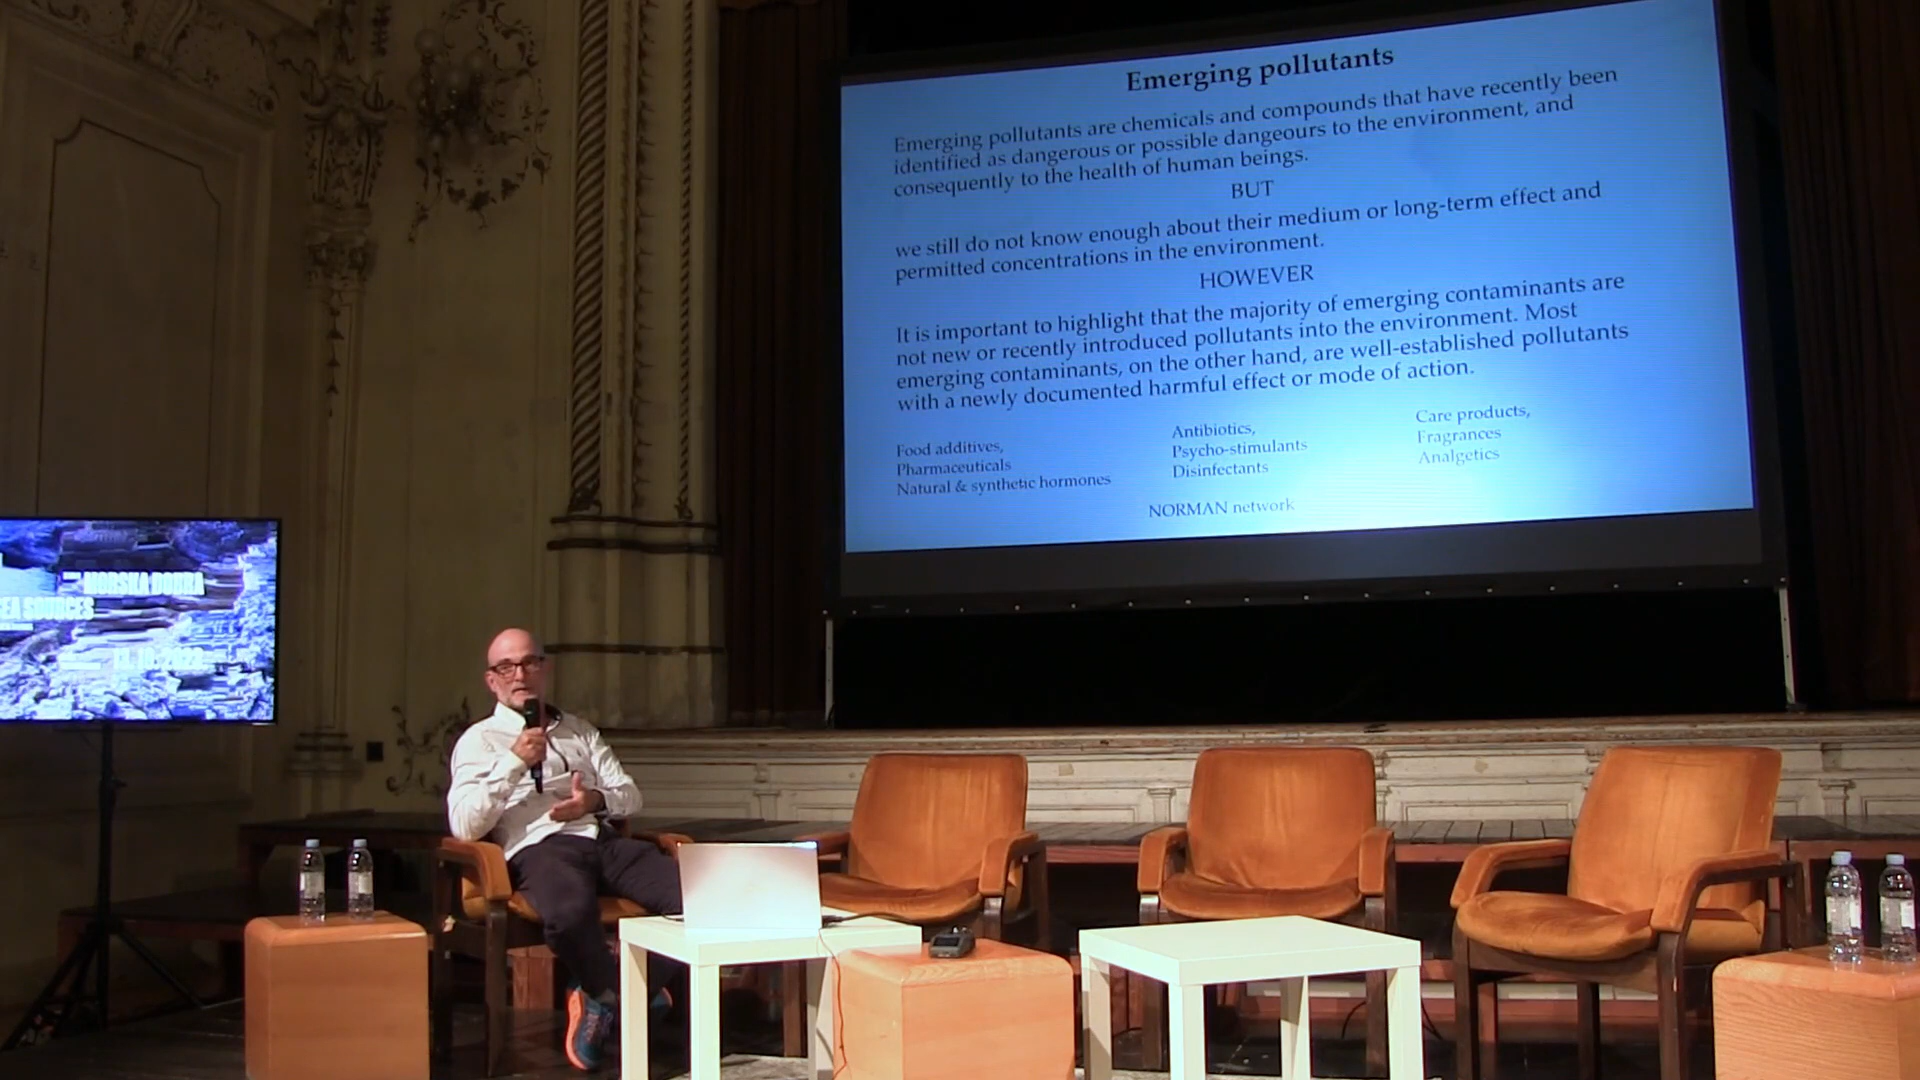 Emerging pollutants
Emerging pollutants are chemicals and compounds that have recently been
identified as dangerous or possible dangeours to the environment, and
consequently to the health of human beings.
BUT
we still do not know enough about their medium or long-term effect and
permitted concentrations in the environment.
HOWEVER
It is important to highlight that the majority of emerging contaminants are
not new or recently introduced pollutants into the environment. Most
emerging contaminants, on the other hand, are well-established pollutants
with a newly documented harmful effect or mode of action.
Food additives,
Pharmaceuticals
Natural & synthetic hormones
Antibiotics,
Psycho-stimulants
Disinfectants
Care products,
Fragrances
Analgetics
NORMAN network
MORSKA DOBRA
EA SOURCES